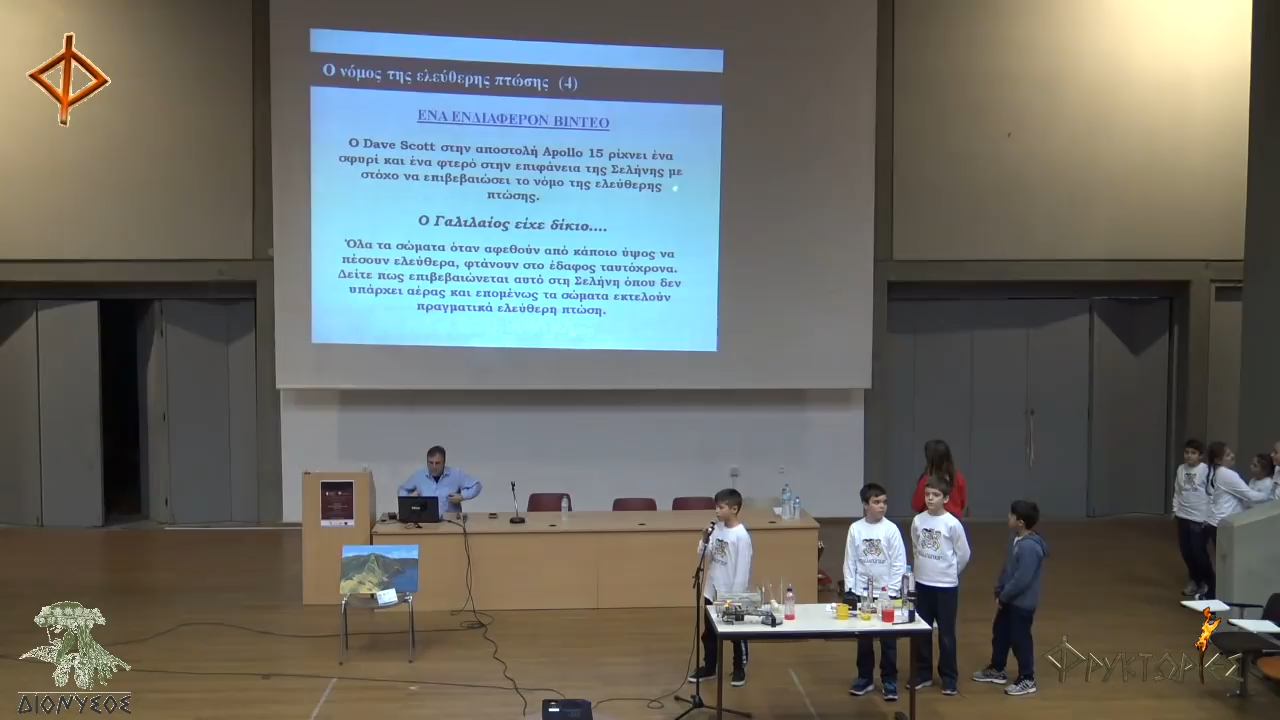 Ο νόμος της ελεύθερης πτώσης (4)
ΕΝΑ ΕΝΔΙΑΦΕΡΟΝ ΒΙΝΤΕΟ
Ο Dave Scott στην αποστολή Apollo 15 ρίχνει ένα
σφυρί και ένα φτερό στην επιφάνεια της Σελήνης με
στόχο να επιβεβαιώσει το νόμο της ελεύθερης
πτώσης.
Ο Γαλιλαίος είχε δίκιο....
Όλα τα σώματα όταν αφεθούν από κάποιο ύψος να
πέσουν ελεύθερα, φτάνουν στο έδαφος ταυτόχρονα.
Δείτε πως επιβεβαιώνεται αυτό στη Σελήνη όπου δεν
υπάρχει αέρας και επομένως τα σώματα εκτελούν
πραγματικά ελεύθερη πτώση.
ΔΙΟΝΥΣΟΣ
ΦΡΥΚΤΩΡΙΕΣ